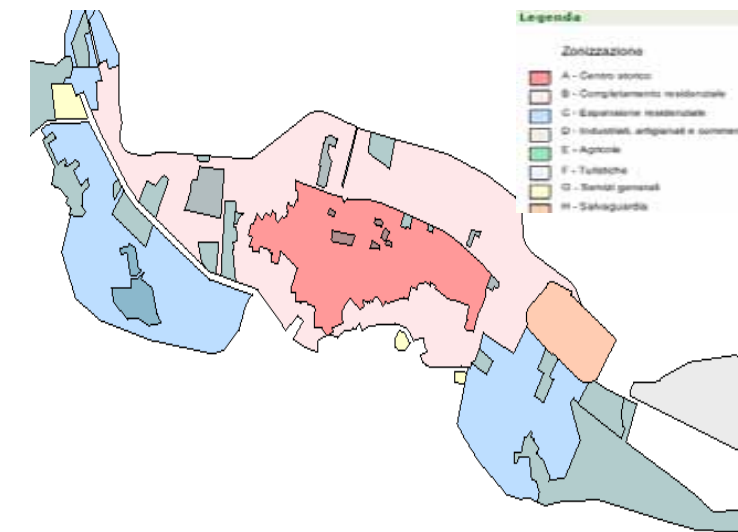 Legenda
Zonizzazione
A - Centro storico
B - Completamento residenziale
C - Espansione residenziale
D - Industriali, artigianali e commer
E - Agricole
F - Turistiche
G - Servizi generali
H - Salvaguardia